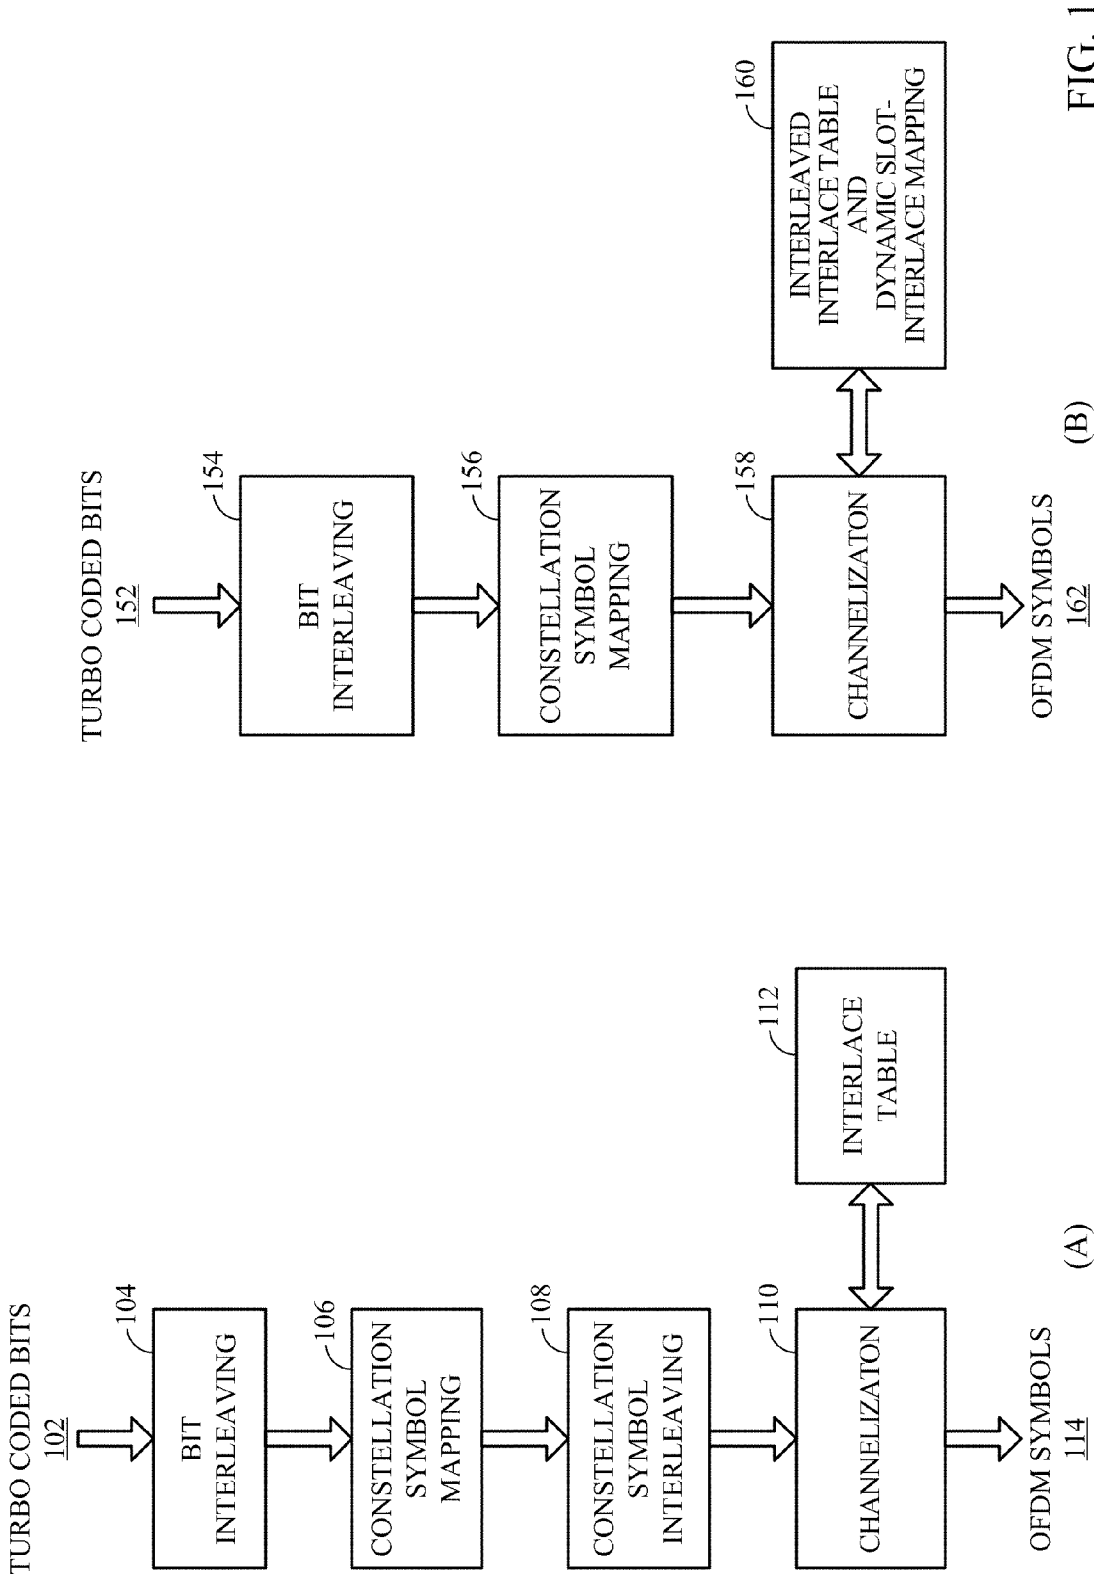 TURBO CODED BITS
102
104
BIT
INTERLEAVING
106
CONSTELLATION
SYMBOL
MAPPING
108
CONSTELLATION
SYMBOL
INTERLEAVING
110
CHANNELIZATON
112
INTERLACE
TABLE
OFDM SYMBOLS
114
(A)
TURBO CODED BITS
152
154
BIT
INTERLEAVING
156
CONSTELLATION
SYMBOL
MAPPING
158
CHANNELIZATON
160
INTERLEAVED
INTERLACE TABLE
AND
DYNAMIC SLOT-
INTERLACE MAPPING
OFDM SYMBOLS
162
(B)
FIG. 1